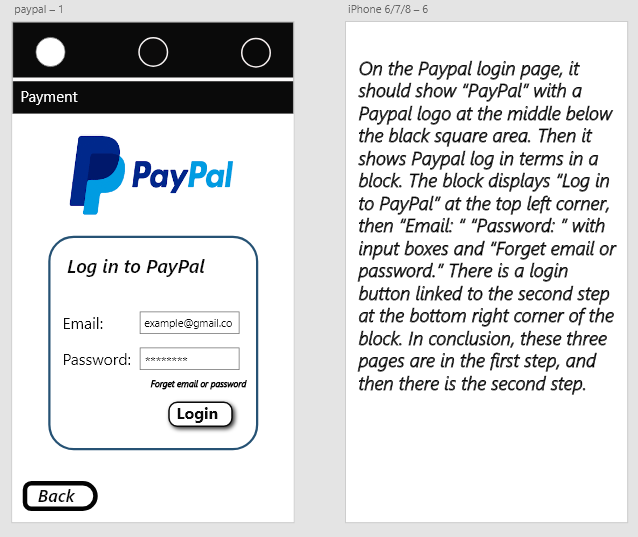 paypal – 1
Payment
PayPal
Log in to PayPal
Email:
example@gmail.co
Password:
********
Forget email or password
Login
Back
iPhone 6/7/8 – 6
On the Paypal login page, it
should show “PayPal” with a
Paypal logo at the middle below
the black square area. Then it
shows Paypal log in terms in a
block. The block displays “Log in
to PayPal” at the top left corner,
then “Email: “ “Password: ” with
input boxes and “Forget email or
password.” There is a login
button linked to the second step
at the bottom right corner of the
block. In conclusion, these three
pages are in the first step, and
then there is the second step.